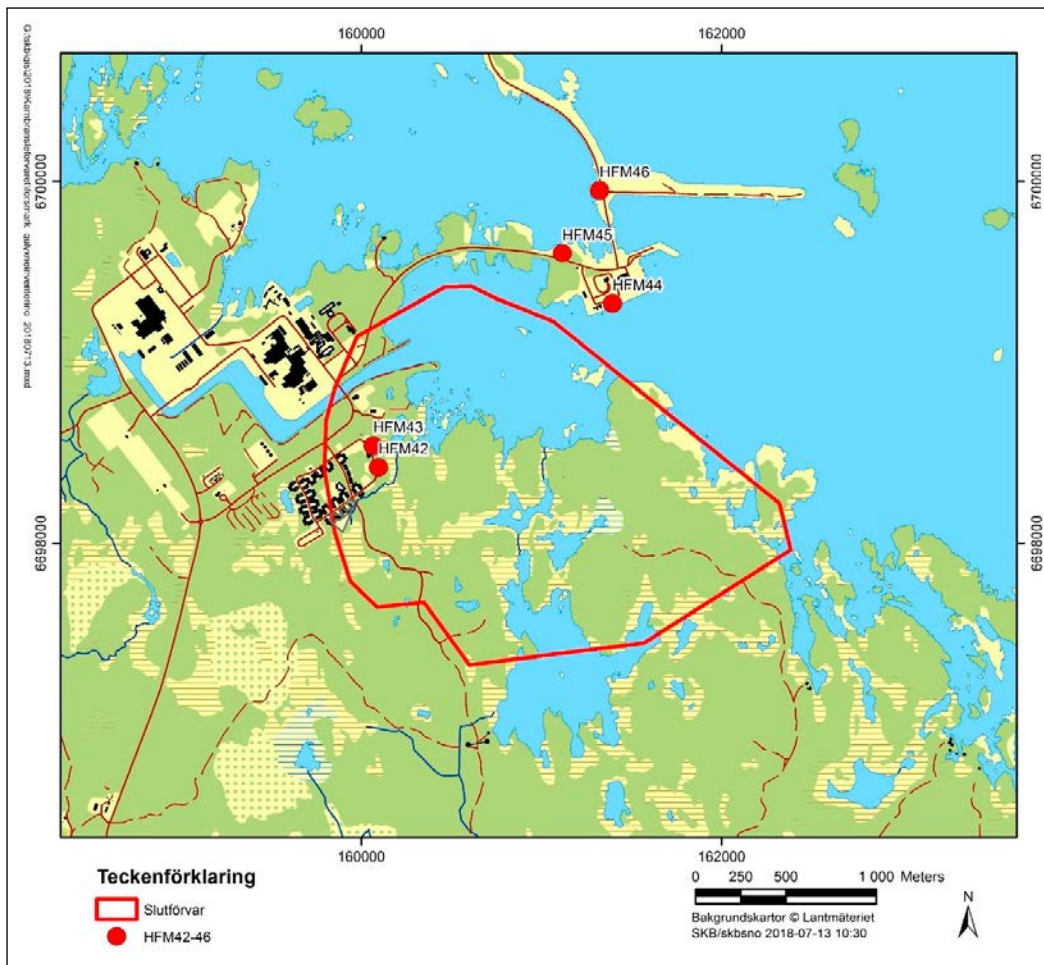 160000
162000
6700000
6700000
6698000
6698000
HFM46
HFM45
HFM44
HFM43
HFM42
160000
162000
Teckenförklaring
Slutförvar
HFM42-46
0 250 500 1 000 Meters
Bakgrundskartor © Lantmäteriet
SKB/skbsno 2018-07-13 10:30
N